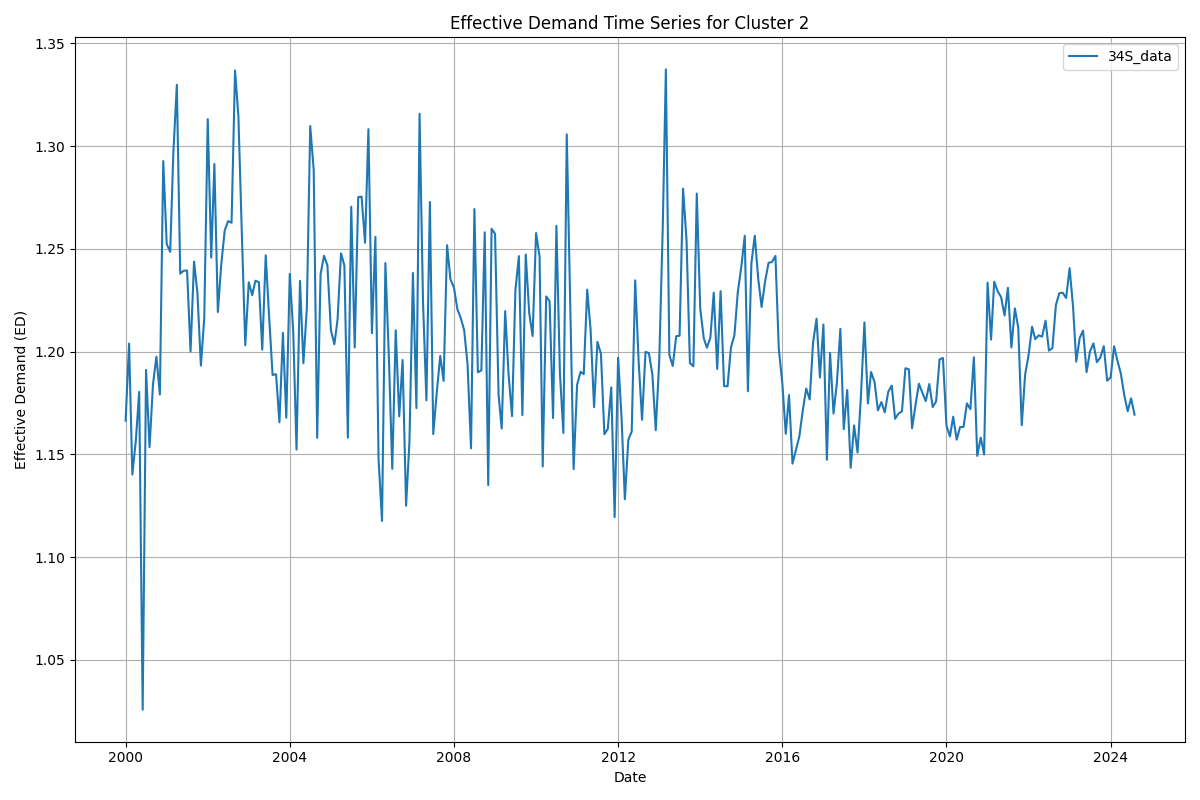 Effective Demand Time Series for Cluster 2
34S_data
1.35
1.30
1.25
1.20
1.15
1.10
1.05
Effective Demand (ED)
2000 2004 2008 2012 2016 2020 2024
Date